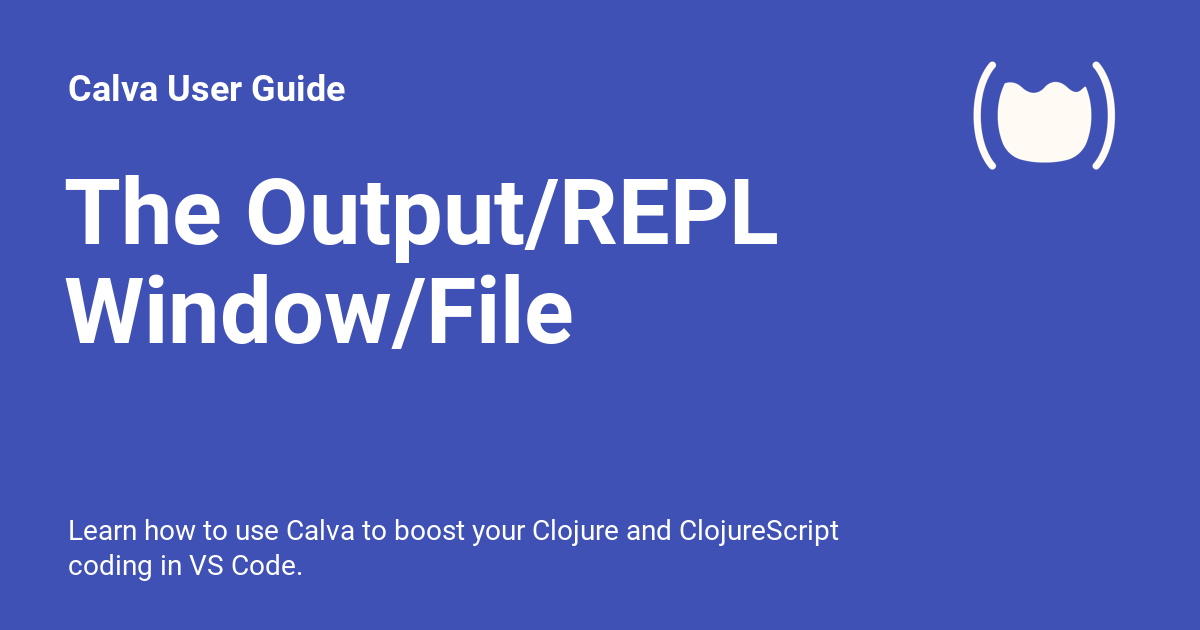 Calva User Guide
The Output/REPL
Window/File
Learn how to use Calva to boost your Clojure and ClojureScript
coding in VS Code.